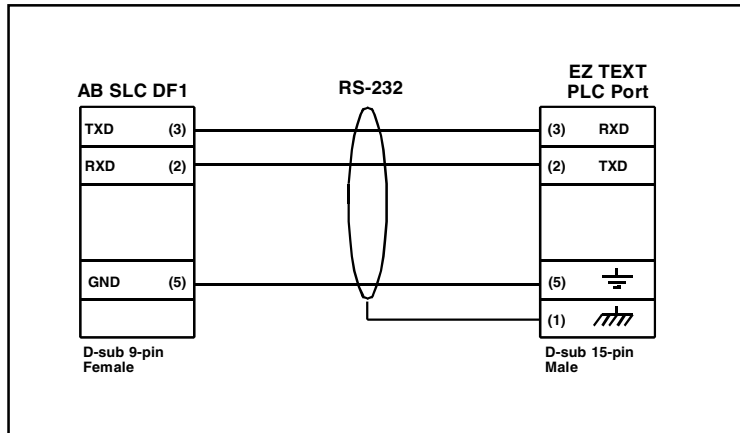 AB SLC DF1
RS-232
EZ TEXT
PLC Port
TXD (3)
(3) RXD
RXD (2)
(2) TXD
GND (5)
(5)
(1)
D-sub 9-pin
Female
D-sub 15-pin
Male